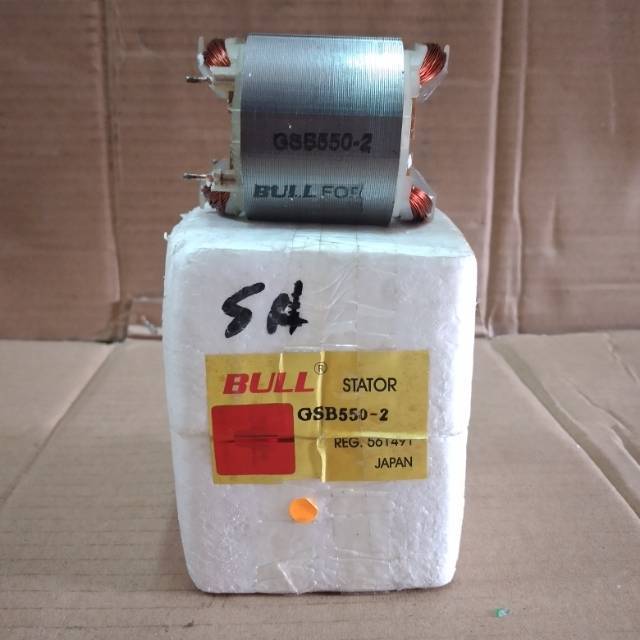 GSB550-2
BULL FOR
SA
BULL® STATOR
GSB550-2
REG. 561491
JAPAN